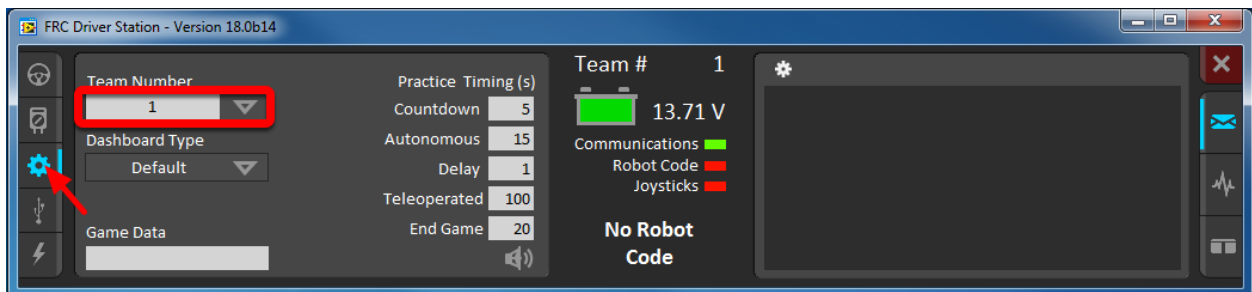 FRC Driver Station - Version 18.0b14
Team Number
1
Dashboard Type
Default
Game Data
Practice Timing (s)
Countdown 5
Autonomous 15
Delay 1
Teleoperated 100
End Game 20
Team # 1
13.71 V
Communications
Robot Code
Joysticks
No Robot
Code